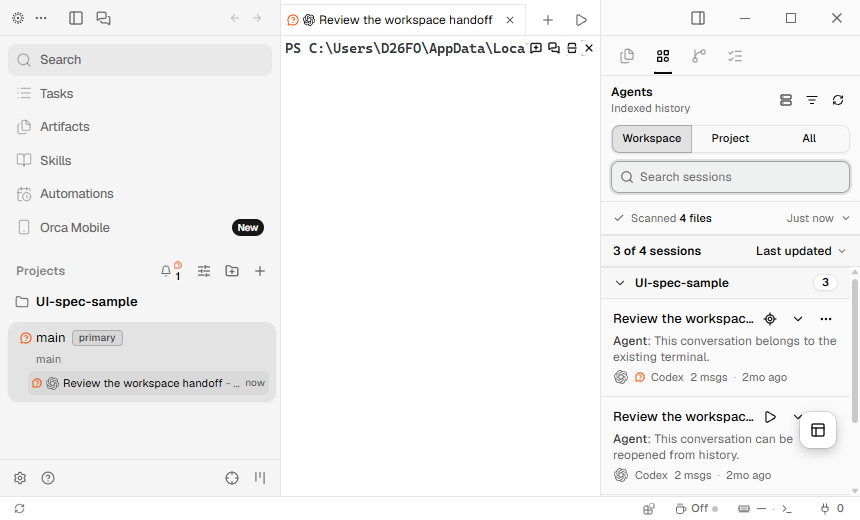 Review the workspace handoff
Search
Tasks
Artifacts
Skills
Automations
Orca Mobile
New
Projects
1
UI-spec-sample
main
primary
main
Review the workspace handoff - ...
now
PS C:\Users\D26FO\AppData\Loca
Agents
Indexed history
Workspace
Project
All
Search sessions
Scanned 4 files
Just now
3 of 4 sessions
Last updated
UI-spec-sample
3
Review the workspac...
Agent: This conversation belongs to the
existing terminal.
Codex 2 msgs · 2mo ago
Review the workspac...
Agent: This conversation can be
reopened from history.
Codex 2 msgs · 2mo ago
Off
0